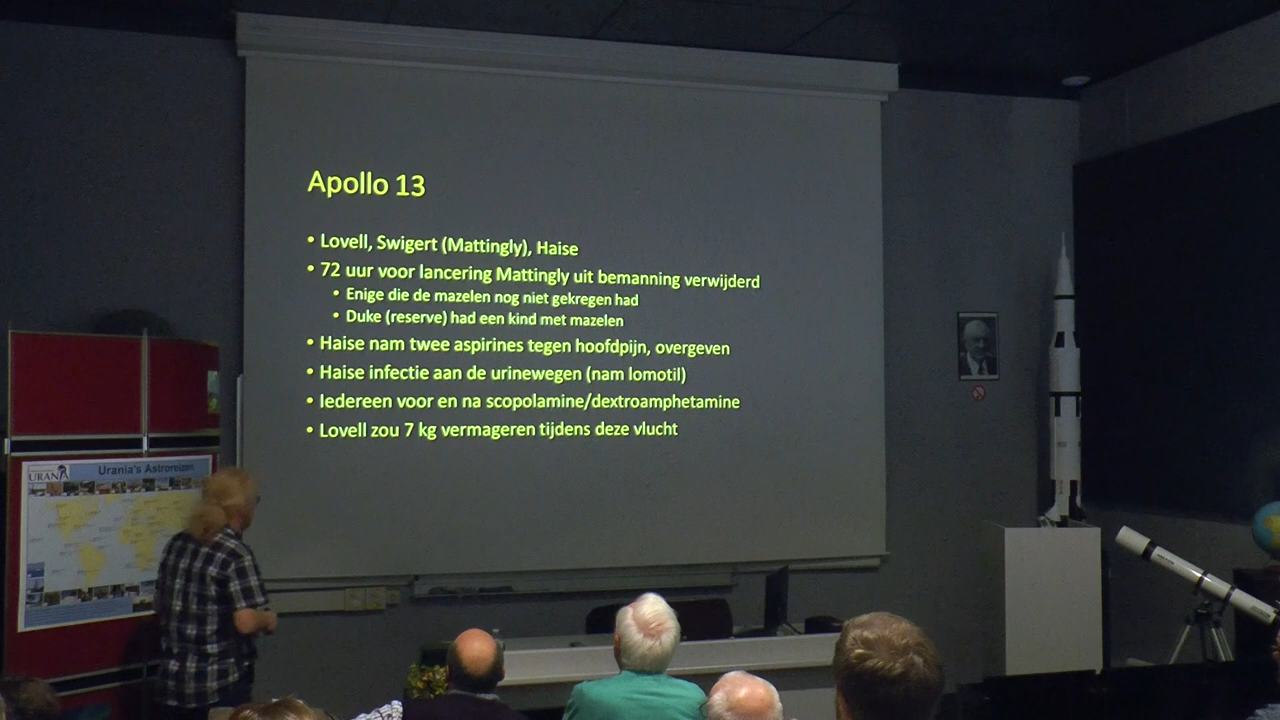 Apollo 13
• Lovell, Swigert (Mattingly), Haise
• 72 uur voor lancering Mattingly uit bemanning verwijderd
• Enige die de mazelen nog niet gekregen had
• Duke (reserve) had een kind met mazelen
• Haise nam twee aspirines tegen hoofdpijn, overgeven
• Haise infectie aan de urinewegen (nam lomotil)
• Iedereen voor en na scopolamine/dextroamphetamine
• Lovell zou 7 kg vermageren tijdens deze vlucht
URANIA
Urania's Astroreizen